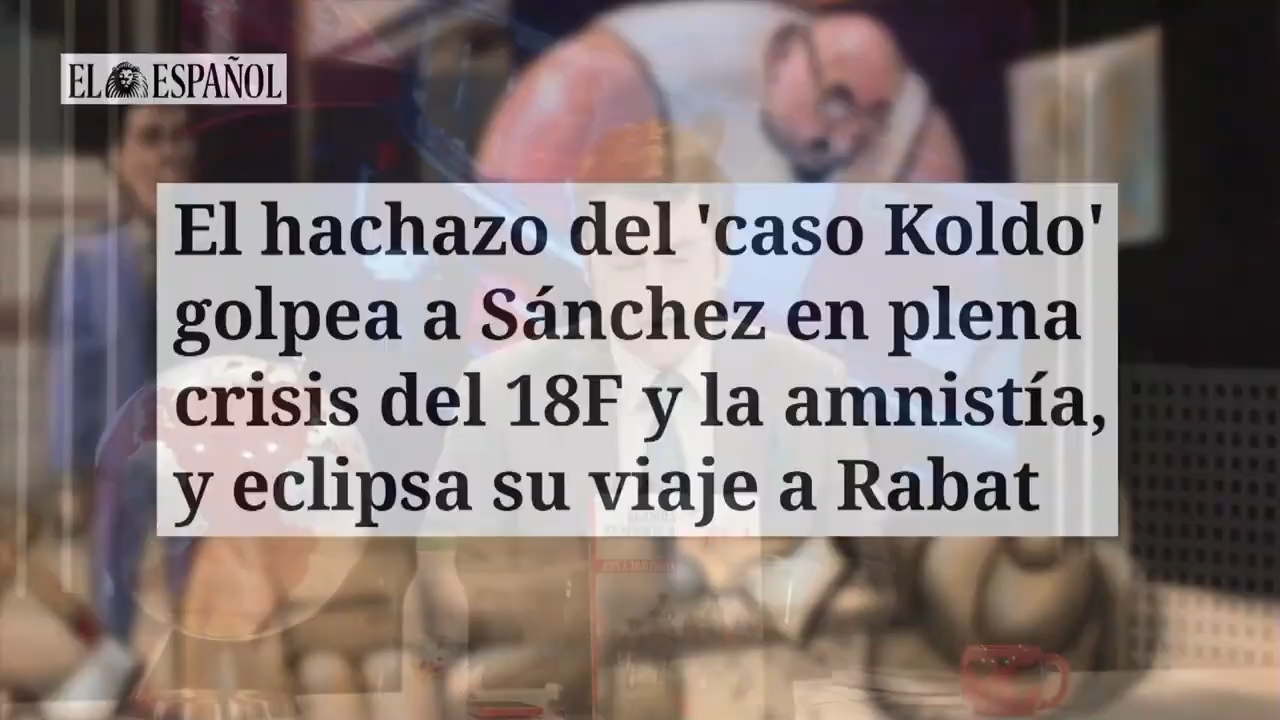 EL ESPAÑOL
El hachazo del 'caso Koldo'
golpea a Sánchez en plena
crisis del 18F y la amnistía,
y eclipsa su viaje a Rabat